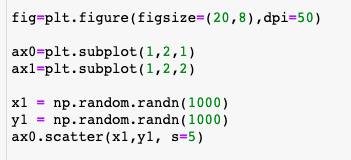 fig=plt.figure(figsize=(20,8),dpi=50)
ax0=plt.subplot(1,2,1)
ax1=plt.subplot(1,2,2)
x1 = np.random.randn(1000)
y1 = np.random.randn(1000)
ax0.scatter(x1,y1, s=5)